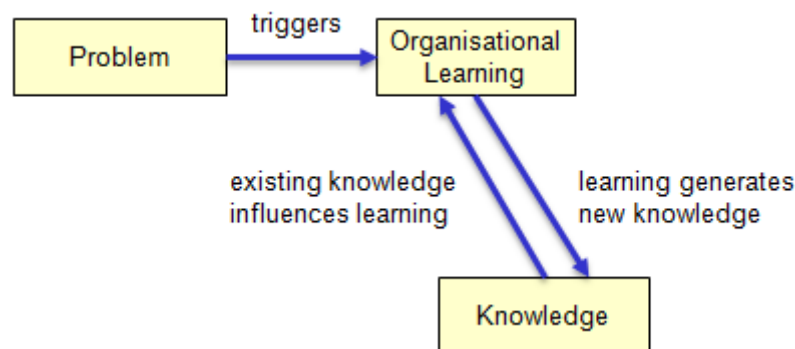 triggers
Problem
Organisational
Learning
existing knowledge
influences learning
learning generates
new knowledge
Knowledge